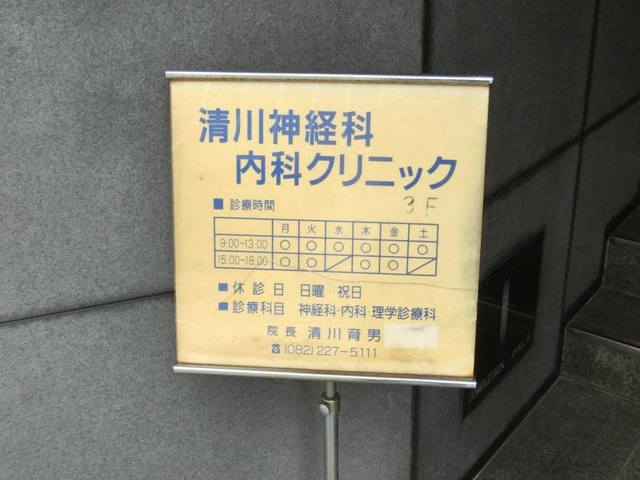 清川神経科
内科クリニック
3F
■ 診療時間
月 火 水 木 金 土
9:00~13:00 ○ ○ ○ ○ ○ ○
15:00~18:00 ○ ○ ／ ○ ○ ／
■ 休診日 日曜・祝日
■ 診療科目 神経科・内科・理学診療科
院長 清川育男
☎(082)227-5111